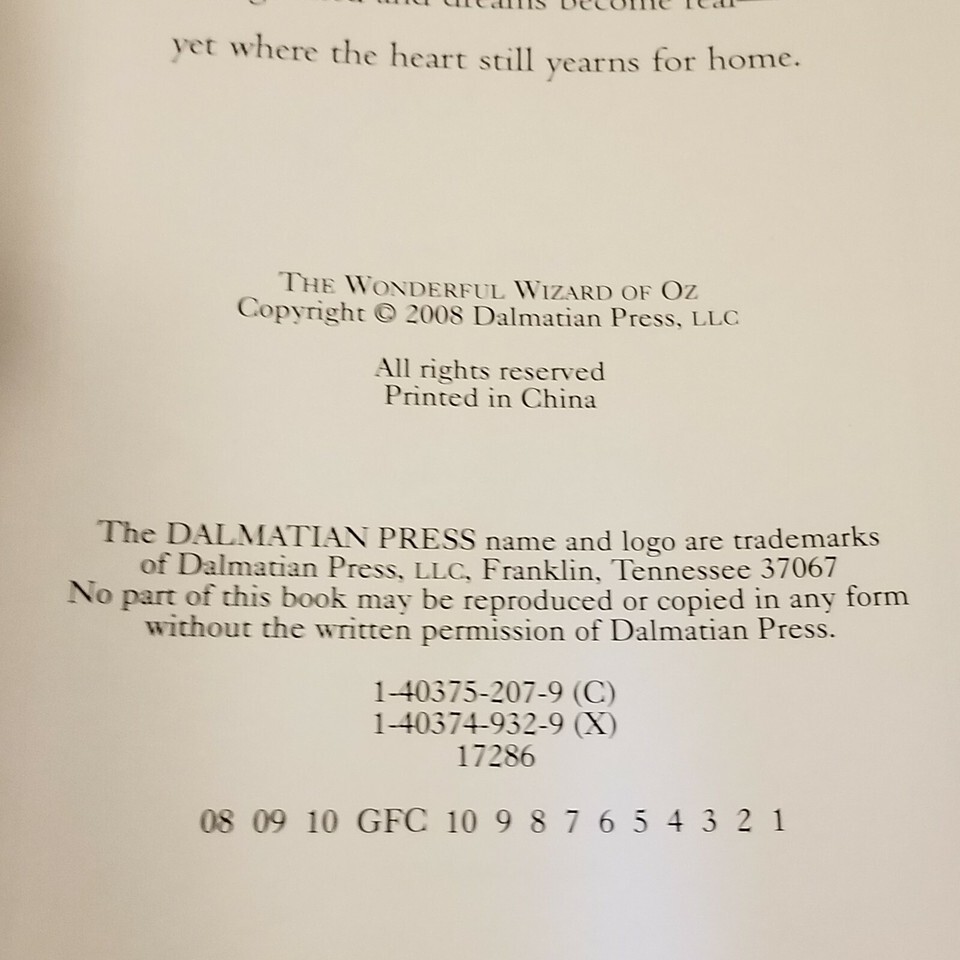 and dreams become real—
yet where the heart still yearns for home.
THE WONDERFUL WIZARD OF OZ
Copyright © 2008 Dalmatian Press, LLC
All rights reserved
Printed in China
The DALMATIAN PRESS name and logo are trademarks
of Dalmatian Press, LLC, Franklin, Tennessee 37067
No part of this book may be reproduced or copied in any form
without the written permission of Dalmatian Press.
1-40375-207-9 (C)
1-40374-932-9 (X)
17286
08 09 10 GFC 10 9 8 7 6 5 4 3 2 1